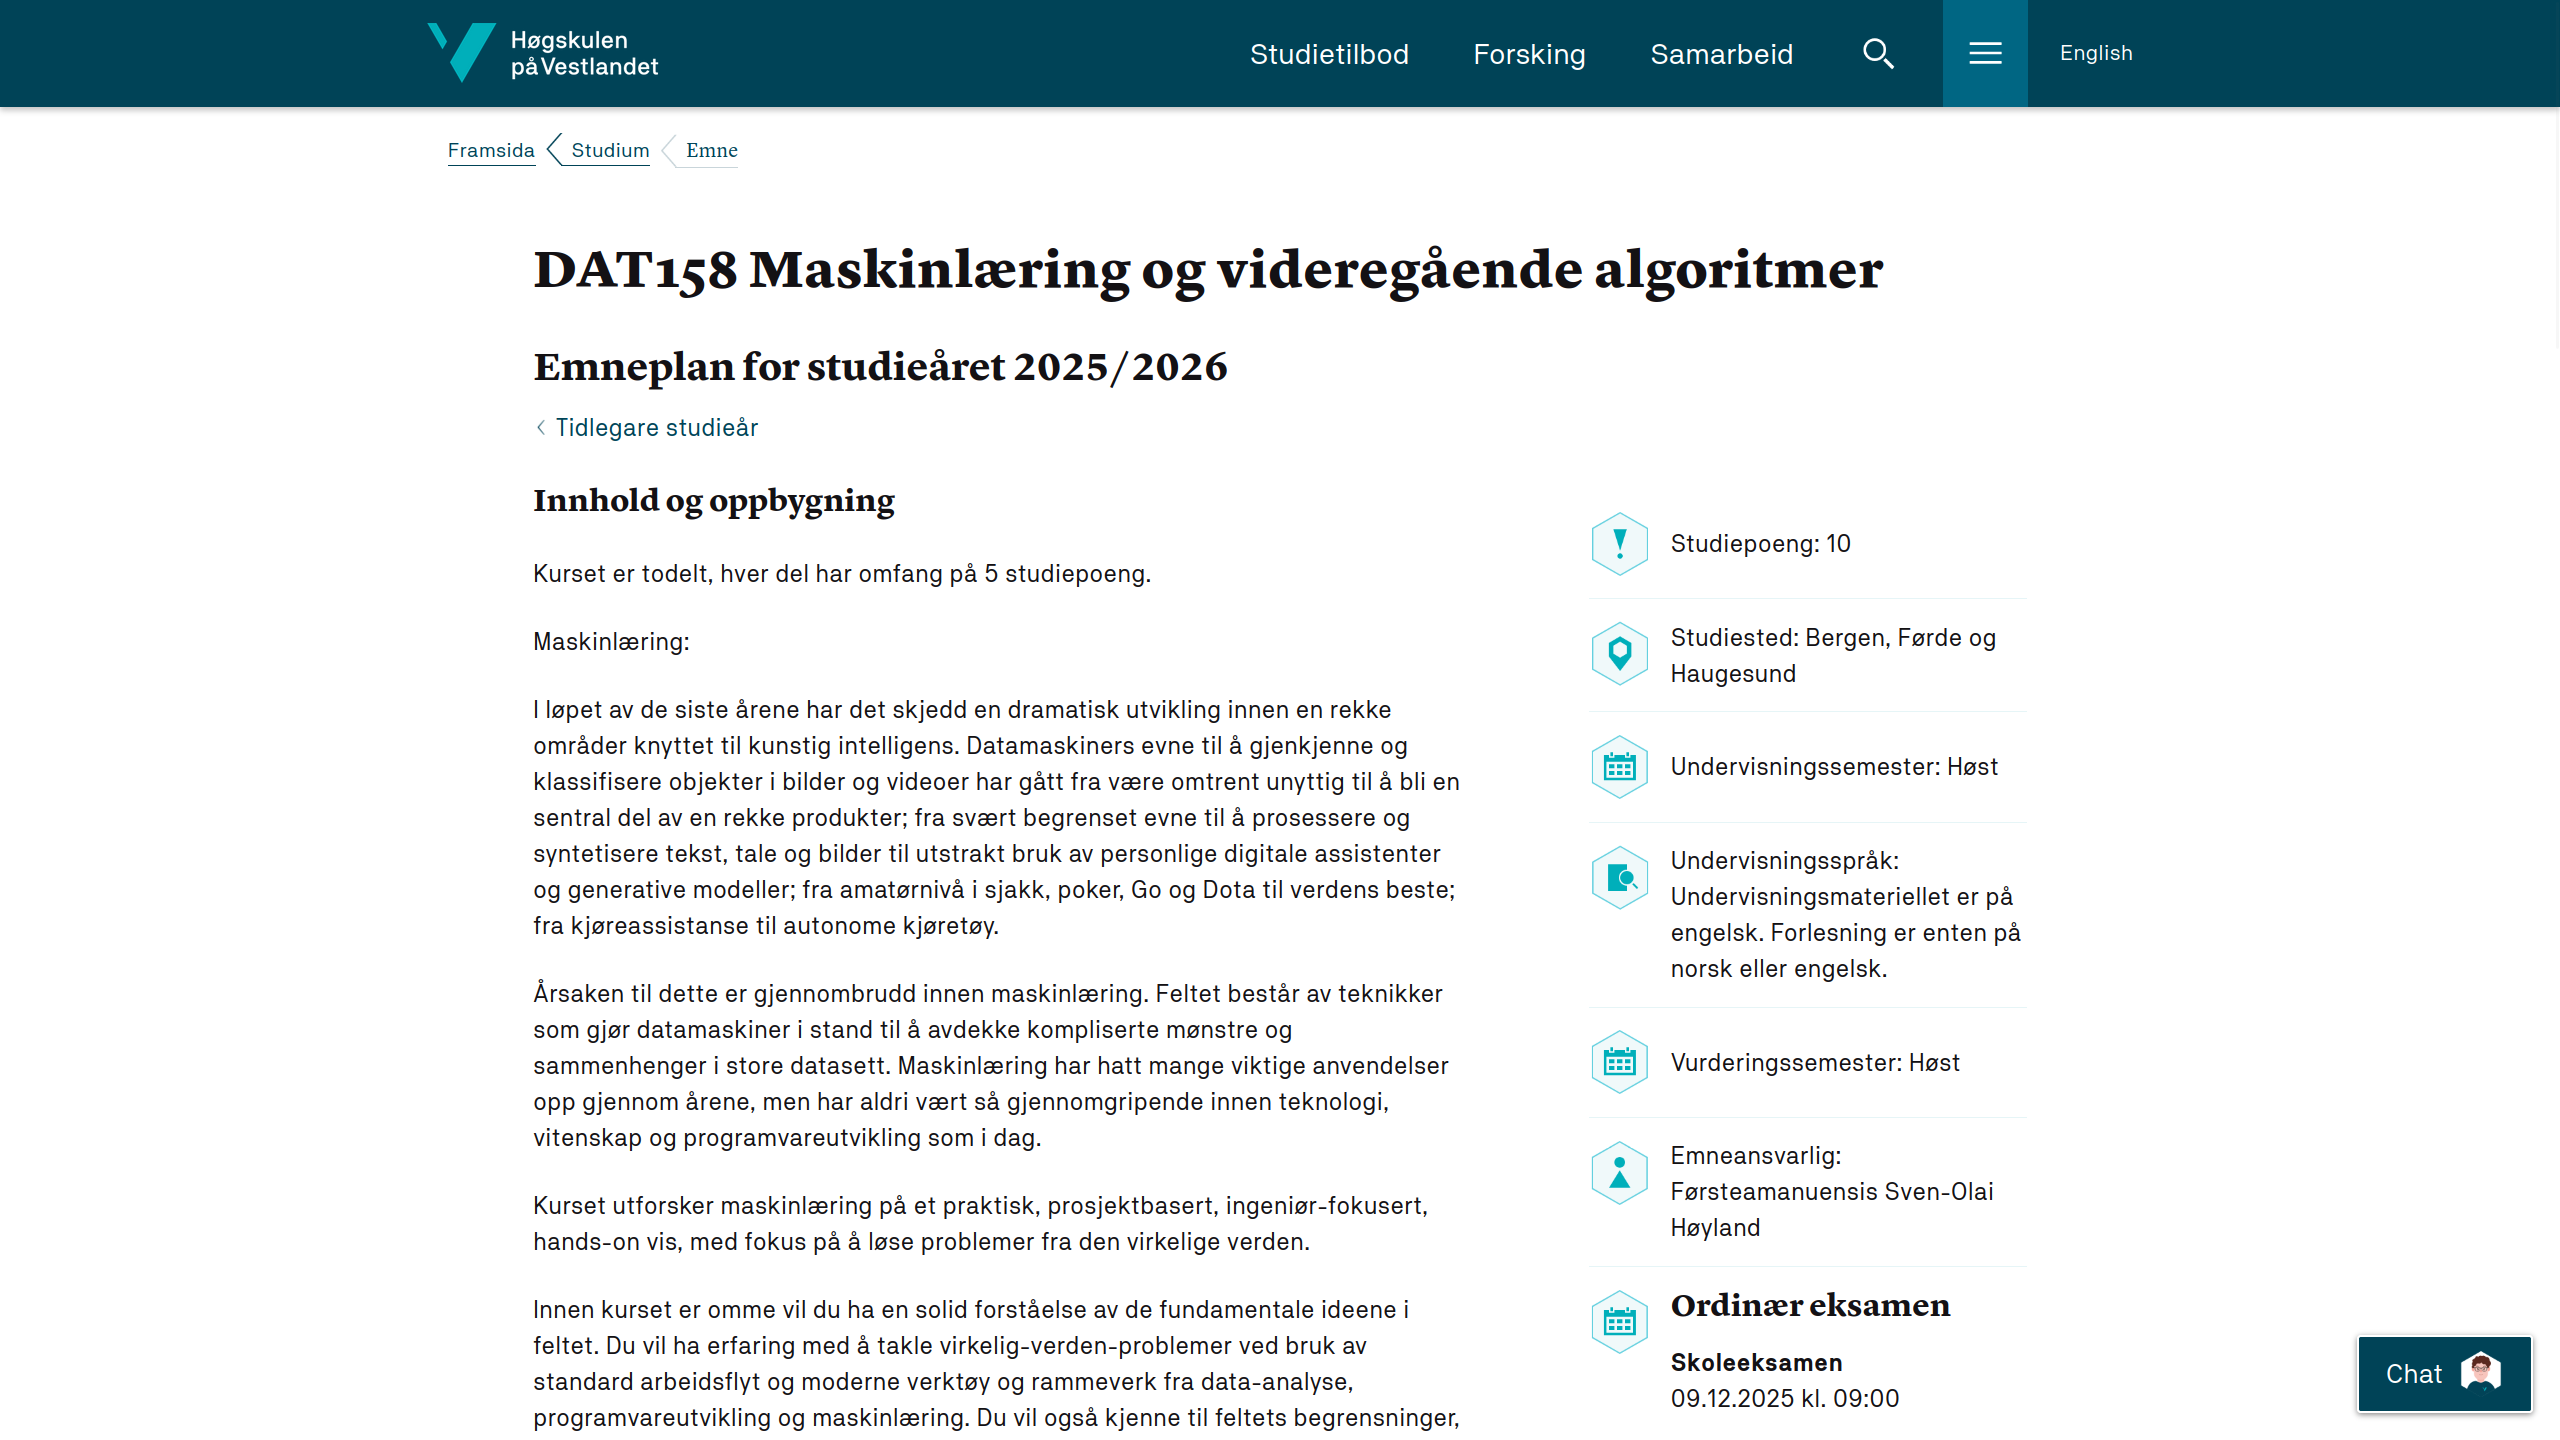 Høgskulen
på Vestlandet
Studietilbod
Forsking
Samarbeid
English
Framsida
Studium
Emne
DAT158 Maskinlæring og videregående algoritmer
Emneplan for studieåret 2025/2026
Tidlegare studieår
Innhold og oppbygning
Kurset er todelt, hver del har omfang på 5 studiepoeng.
Maskinlæring:
I løpet av de siste årene har det skjedd en dramatisk utvikling innen en rekke
områder knyttet til kunstig intelligens. Datamaskiners evne til å gjenkjenne og
klassifisere objekter i bilder og videoer har gått fra være omtrent unyttig til å bli en
sentral del av en rekke produkter; fra svært begrenset evne til å prosessere og
syntetisere tekst, tale og bilder til utstrakt bruk av personlige digitale assistenter
og generative modeller; fra amatørnivå i sjakk, poker, Go og Dota til verdens beste;
fra kjøreassistanse til autonome kjøretøy.
Årsaken til dette er gjennombrudd innen maskinlæring. Feltet består av teknikker
som gjør datamaskiner i stand til å avdekke kompliserte mønstre og
sammenhenger i store datasett. Maskinlæring har hatt mange viktige anvendelser
opp gjennom årene, men har aldri vært så gjennomgripende innen teknologi,
vitenskap og programvareutvikling som i dag.
Kurset utforsker maskinlæring på et praktisk, prosjektbasert, ingeniør-fokusert,
hands-on vis, med fokus på å løse problemer fra den virkelige verden.
Innen kurset er omme vil du ha en solid forståelse av de fundamentale ideene i
feltet. Du vil ha erfaring med å takle virkelig-verden-problemer ved bruk av
standard arbeidsflyt og moderne verktøy og rammeverk fra data-analyse,
programvareutvikling og maskinlæring. Du vil også kjenne til feltets begrensninger,
Studiepoeng: 10
Studiested: Bergen, Førde og
Haugesund
Undervisningssemester: Høst
Undervisningsspråk:
Undervisningsmateriellet er på
engelsk. Forlesning er enten på
norsk eller engelsk.
Vurderingssemester: Høst
Emneansvarlig:
Førsteamanuensis Sven-Olai
Høyland
Ordinær eksamen
Skoleeksamen
09.12.2025 kl. 09:00
Chat